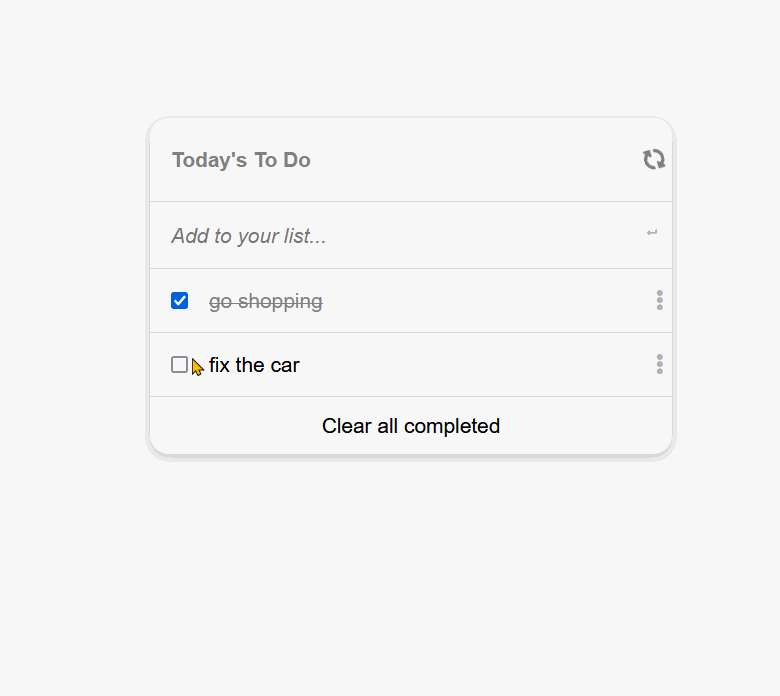 Today's To Do
Add to your list...
go shopping
fix the car
Clear all completed